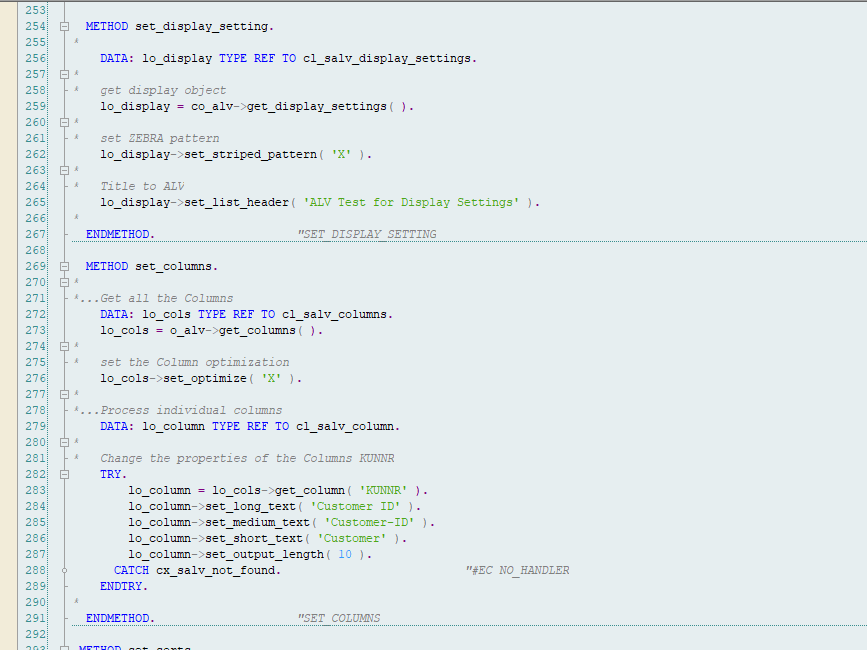 253
254 METHOD set_display_setting.
255 *
256 DATA: lo_display TYPE REF TO cl_salv_display_settings.
257 *
258 * get display object
259 lo_display = co_alv->get_display_settings( ).
260 *
261 * set ZEBRA pattern
262 lo_display->set_striped_pattern( 'X' ).
263 *
264 * Title to ALV
265 lo_display->set_list_header( 'ALV Test for Display Settings' ).
266 *
267 ENDMETHOD. "SET_DISPLAY_SETTING
268
269 METHOD set_columns.
270 *
271 *...Get all the Columns
272 DATA: lo_cols TYPE REF TO cl_salv_columns.
273 lo_cols = o_alv->get_columns( ).
274 *
275 * set the Column optimization
276 lo_cols->set_optimize( 'X' ).
277 *
278 *...Process individual columns
279 DATA: lo_column TYPE REF TO cl_salv_column.
280 *
281 * Change the properties of the Columns KUNNR
282 TRY.
283 lo_column = lo_cols->get_column( 'KUNNR' ).
284 lo_column->set_long_text( 'Customer ID' ).
285 lo_column->set_medium_text( 'Customer-ID' ).
286 lo_column->set_short_text( 'Customer' ).
287 lo_column->set_output_length( 10 ).
288 CATCH cx_salv_not_found. "#EC NO_HANDLER
289 ENDTRY.
290 *
291 ENDMETHOD. "SET_COLUMNS
292
293 METHOD set_sorts